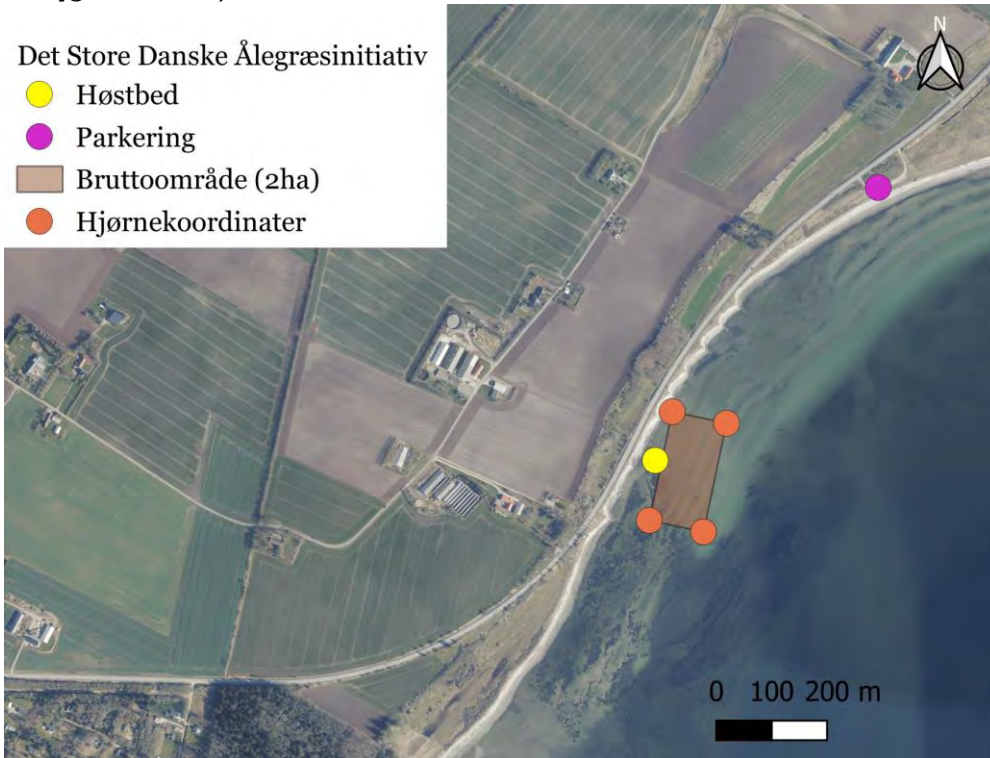 Det Store Danske Ålegræsinitiativ
Høstbed
Parkering
Bruttoområde (2ha)
Hjørnekoordinater
N
0 100 200 m